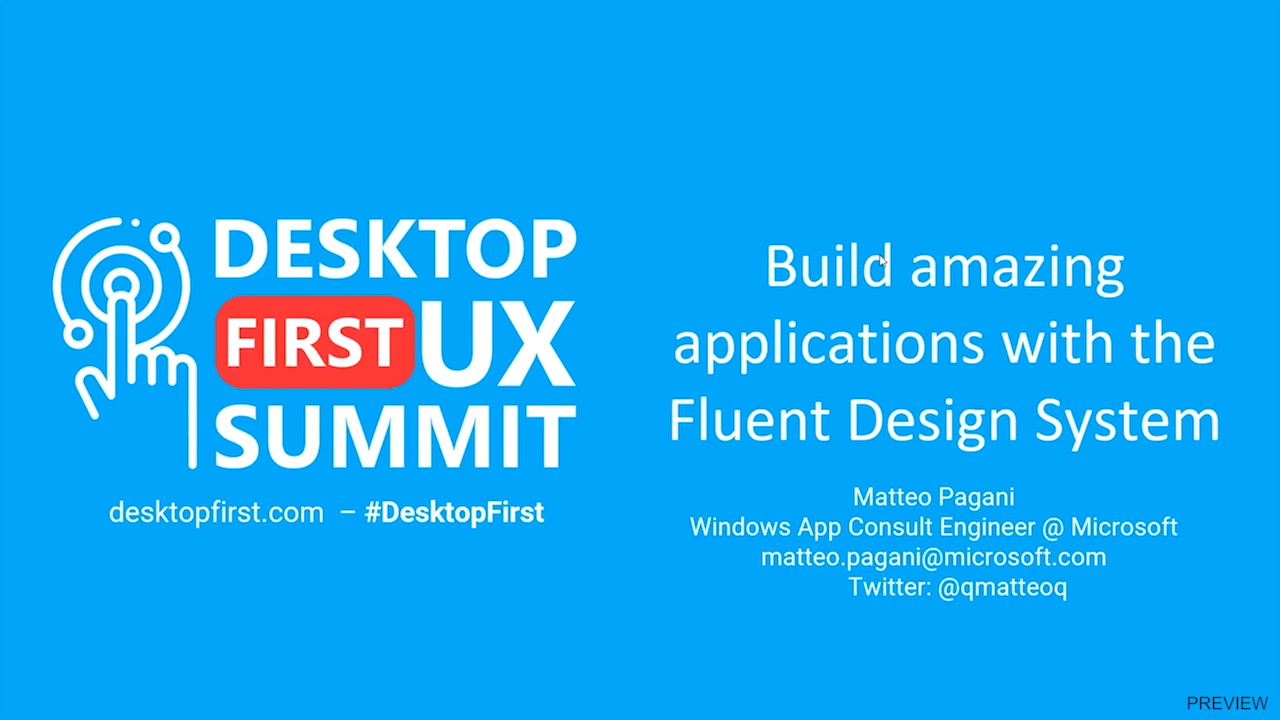 DESKTOP
FIRST UX
SUMMIT
desktopfirst.com – #DesktopFirst
Build amazing
applications with the
Fluent Design System
Matteo Pagani
Windows App Consult Engineer @ Microsoft
matteo.pagani@microsoft.com
Twitter: @qmatteoq
PREVIEW